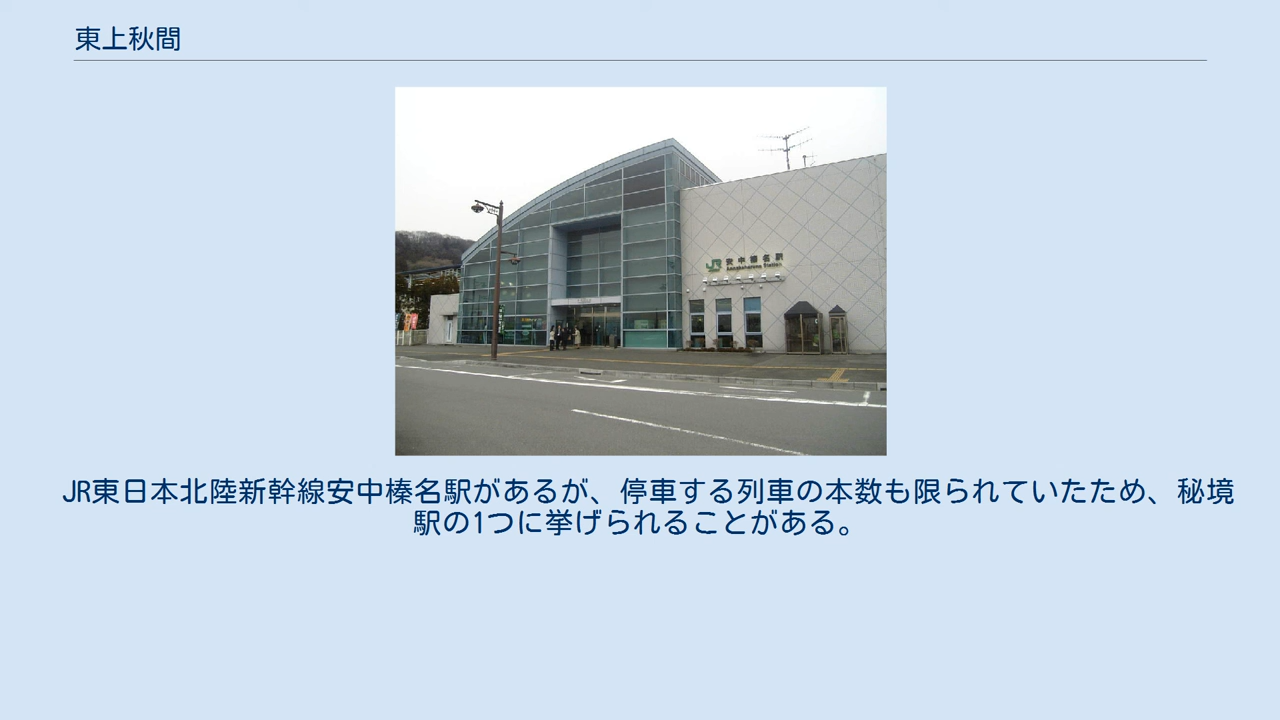 東上秋間
JR 安中榛名駅
Annakaharuna Station
JR東日本北陸新幹線安中榛名駅があるが、停車する列車の本数も限られていたため、秘境
駅の1つに挙げられることがある。